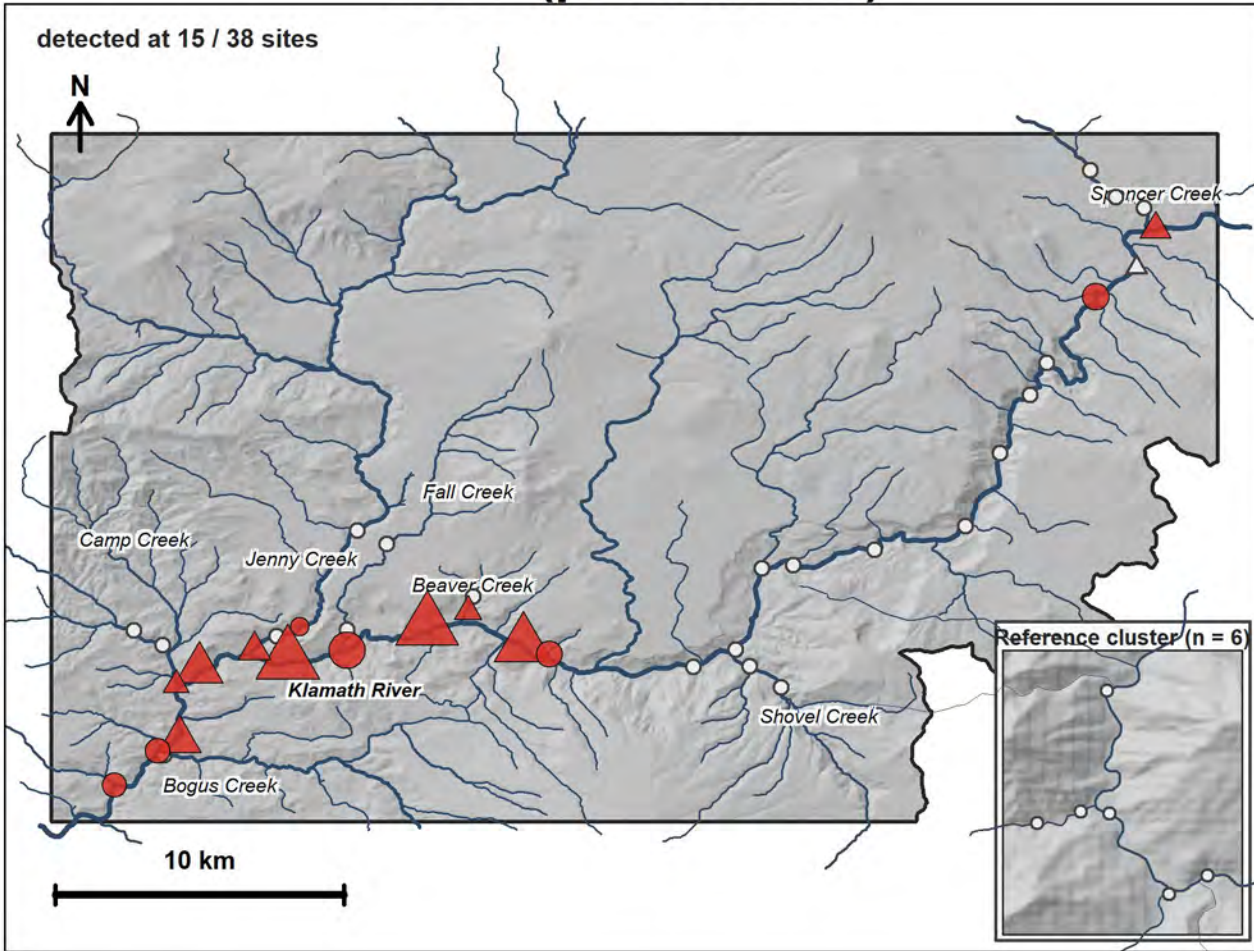 detected at 15 / 38 sites
N
Spencer Creek
Fall Creek
Camp Creek
Jenny Creek
Beaver Creek
Reference cluster (n = 6)
Klamath River
Shovel Creek
Bogus Creek
10 km